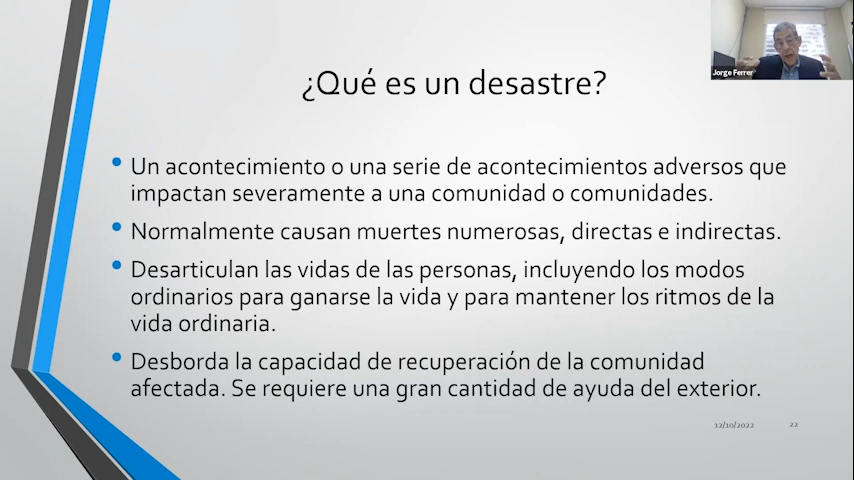 Jorge Ferrer
¿Qué es un desastre?
• Un acontecimiento o una serie de acontecimientos adversos que
impactan severamente a una comunidad o comunidades.
• Normalmente causan muertes numerosas, directas e indirectas.
• Desarticulan las vidas de las personas, incluyendo los modos
ordinarios para ganarse la vida y para mantener los ritmos de la
vida ordinaria.
• Desborda la capacidad de recuperación de la comunidad
afectada. Se requiere una gran cantidad de ayuda del exterior.
12/10/2022 22